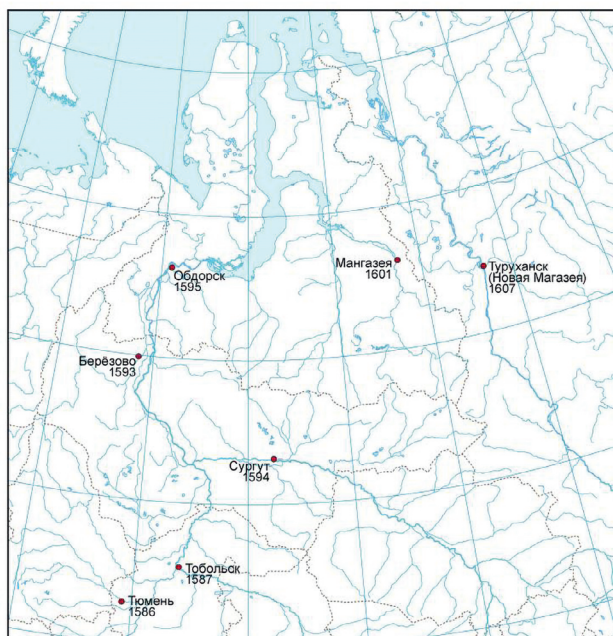 Мангазея
1601
Туруханск
(Новая Магазея)
1607
Обдорск
1595
Берёзово
1593
Сургут
1594
Тобольск
1587
Тюмень
1586